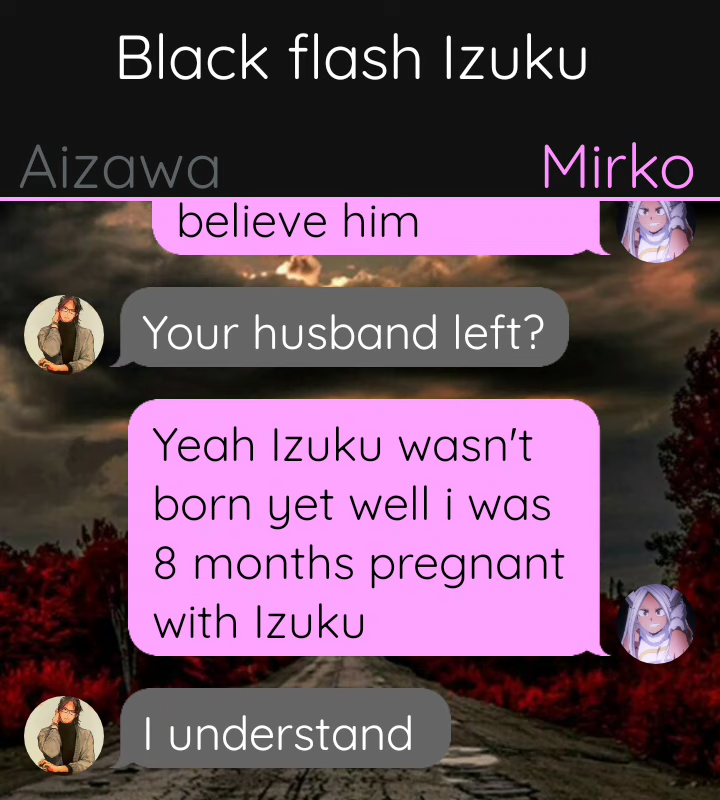 Black flash Izuku
Aizawa
Mirko
believe him
Your husband left?
Yeah Izuku wasn't
born yet well i was
8 months pregnant
with Izuku
I understand